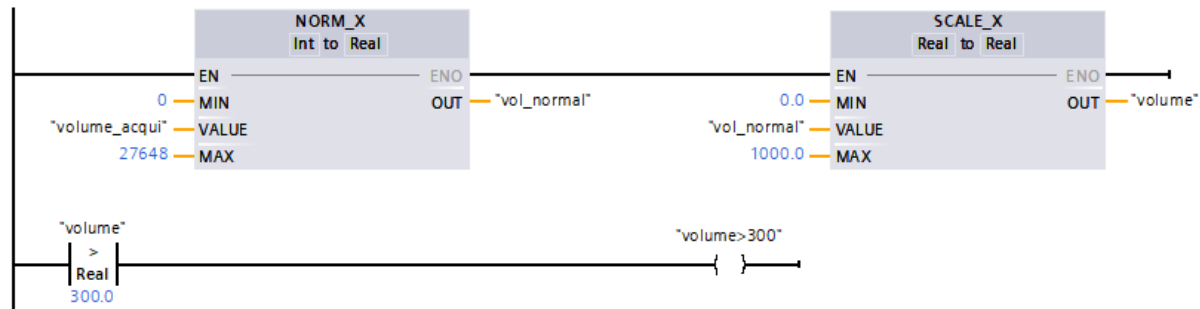 NORM_X
Int to Real
EN
ENO
0
MIN
OUT
"vol_normal"
"volume_acqui"
VALUE
27648
MAX
SCALE_X
Real to Real
EN
ENO
0.0
MIN
OUT
"volume"
"vol_normal"
VALUE
1000.0
MAX
"volume"
>
Real
300.0
"volume>300"